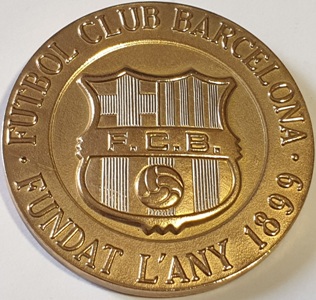 · FUTBOL CLUB BARCELONA ·
F.C.B.
FUNDAT L'ANY 1899